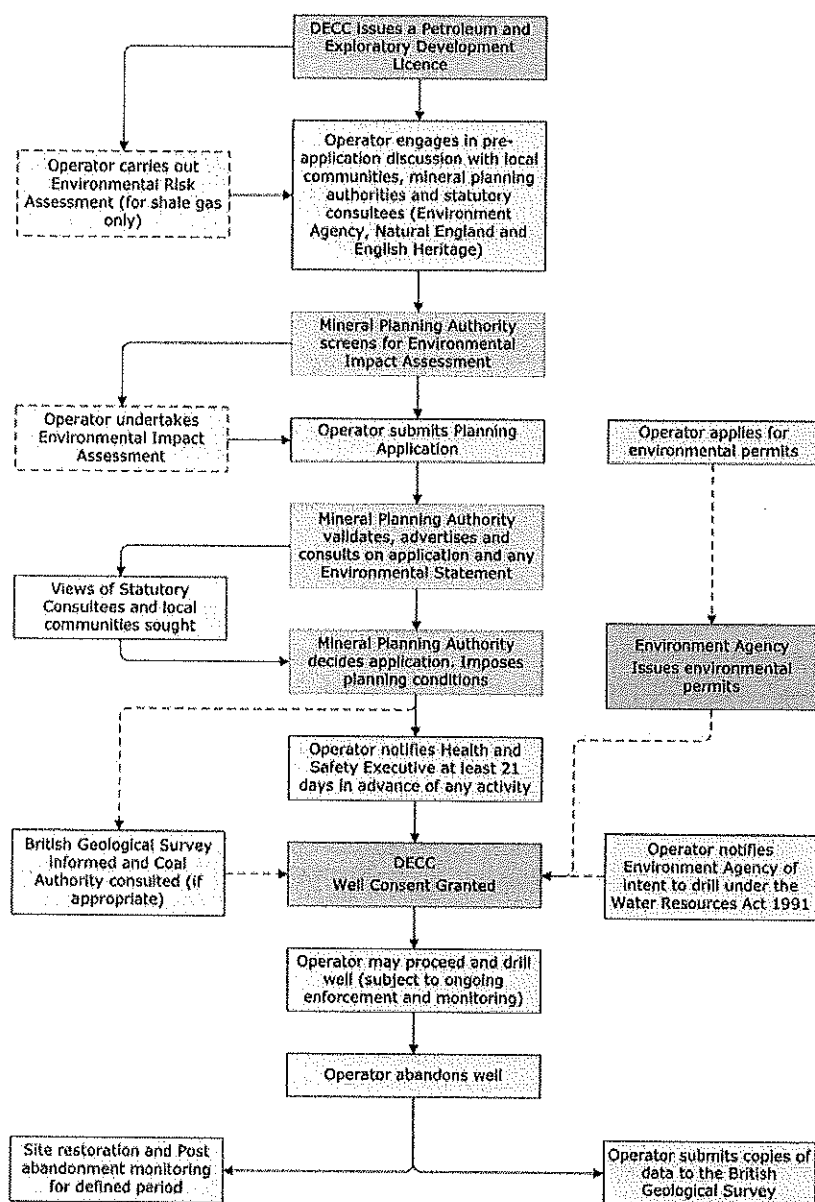 DECC issues a Petroleum and
Exploratory Development
Licence
Operator carries out
Environmental Risk
Assessment (for shale gas
only)
Operator engages in pre-
application discussion with local
communities, mineral planning
authorities and statutory
consultees (Environment
Agency, Natural England and
English Heritage)
Mineral Planning Authority
screens for Environmental
Impact Assessment
Operator undertakes
Environmental Impact
Assessment
Operator submits Planning
Application
Operator applies for
environmental permits
Mineral Planning Authority
validates, advertises and
consults on application and any
Environmental Statement
Views of Statutory
Consultees and local
communities sought
Mineral Planning Authority
decides application. Imposes
planning conditions
Environment Agency
Issues environmental
permits
Operator notifies Health and
Safety Executive at least 21
days in advance of any activity
British Geological Survey
informed and Coal
Authority consulted (if
appropriate)
DECC
Well Consent Granted
Operator notifies
Environment Agency of
intent to drill under the
Water Resources Act 1991
Operator may proceed and drill
well (subject to ongoing
enforcement and monitoring)
Operator abandons well
Site restoration and Post
abandonment monitoring
for defined period
Operator submits copies of
data to the British
Geological Survey